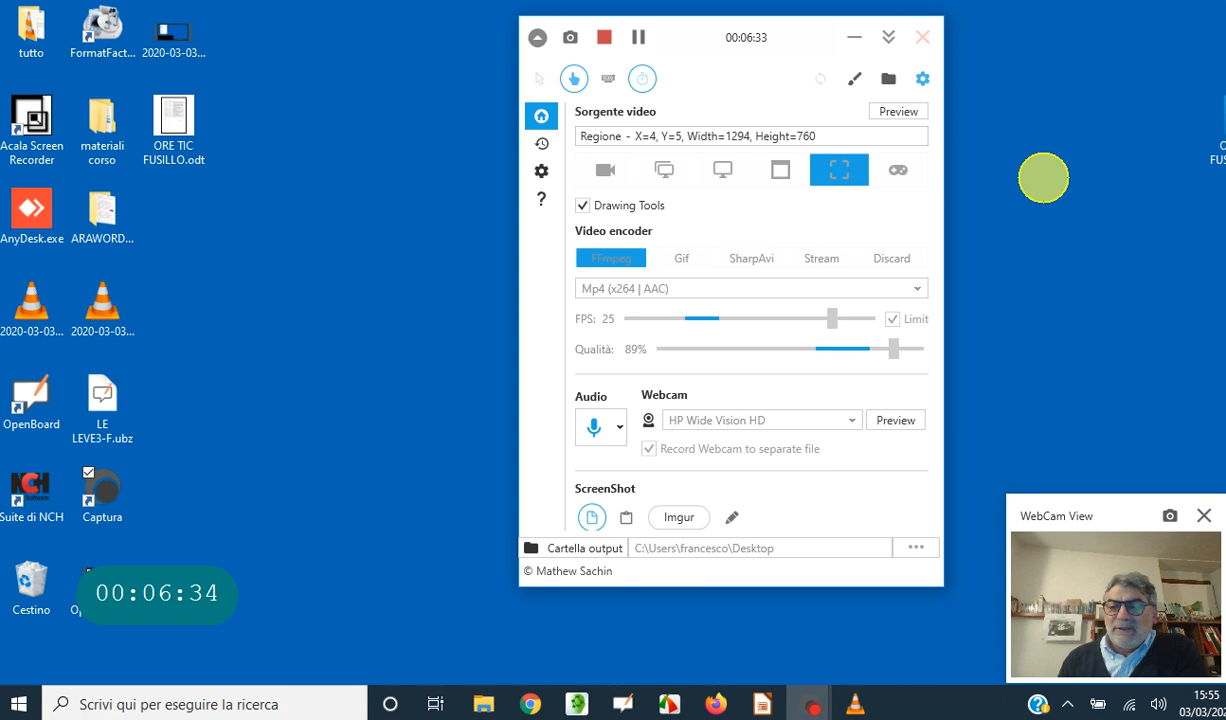 tutto
FormatFact...
2020-03-03...
Acala Screen
Recorder
materiali
corso
ORE TIC
FUSILLO.odt
AnyDesk.exe
ARAWORD...
2020-03-03...
2020-03-03...
OpenBoard
LE
LEVE3-F.ubz
NCH
Software
Suite di NCH
Captura
Cestino
00:06:34
00:06:33
Sorgente video
Preview
Regione - X=4, Y=5, Width=1294, Height=760
Drawing Tools
Video encoder
FFmpeg
Gif
SharpAvi
Stream
Discard
Mp4 (x264 | AAC)
FPS: 25
Limit
Qualità: 89%
Audio
Webcam
HP Wide Vision HD
Preview
Record Webcam to separate file
ScreenShot
Imgur
Cartella output
C:\Users\francesco\Desktop
© Mathew Sachin
WebCam View
Scrivi qui per eseguire la ricerca
15:55